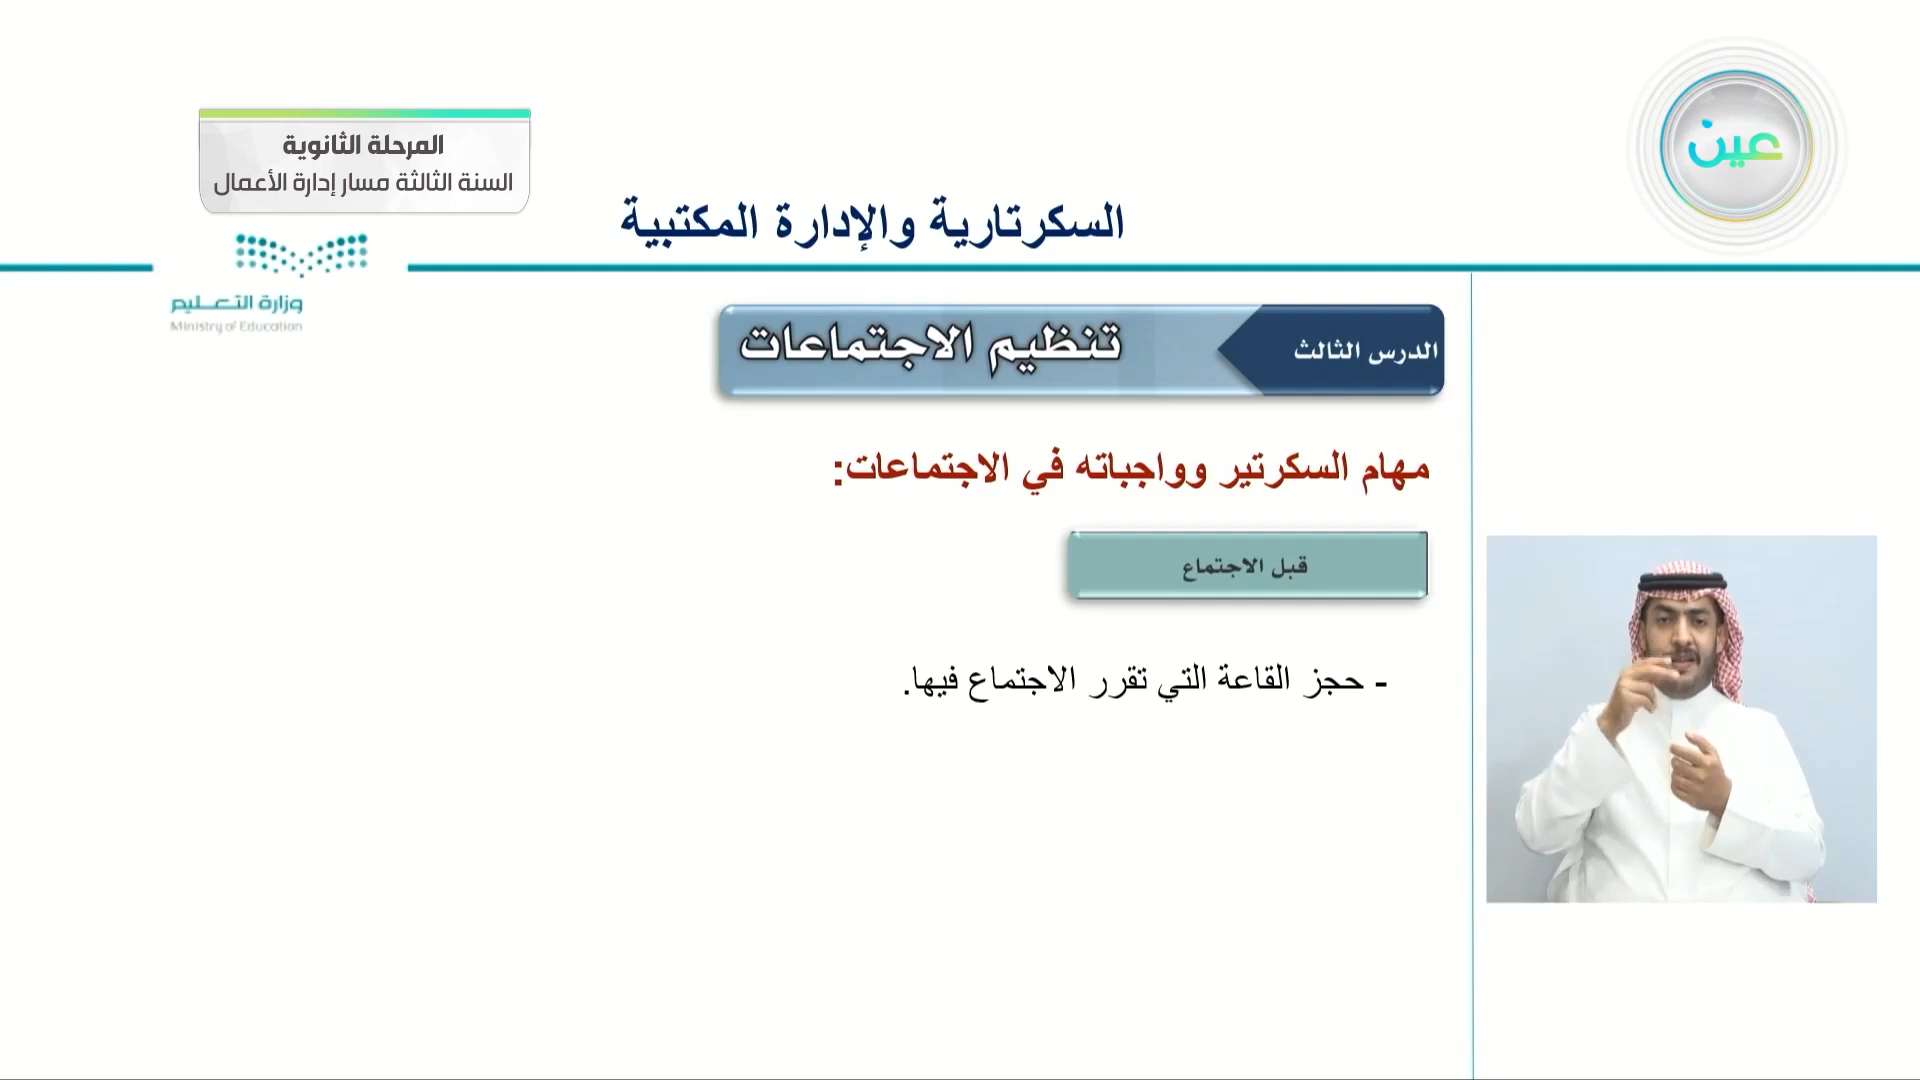 عين
المرحلة الثانوية
السنة الثالثة مسار إدارة الأعمال
السكرتارية والإدارة المكتبية
وزارة التعليم
Ministry of Education
الدرس الثالث
تنظيم الاجتماعات
مهام السكرتير وواجباته في الاجتماعات:
قبل الاجتماع
- حجز القاعة التي تقرر الاجتماع فيها.